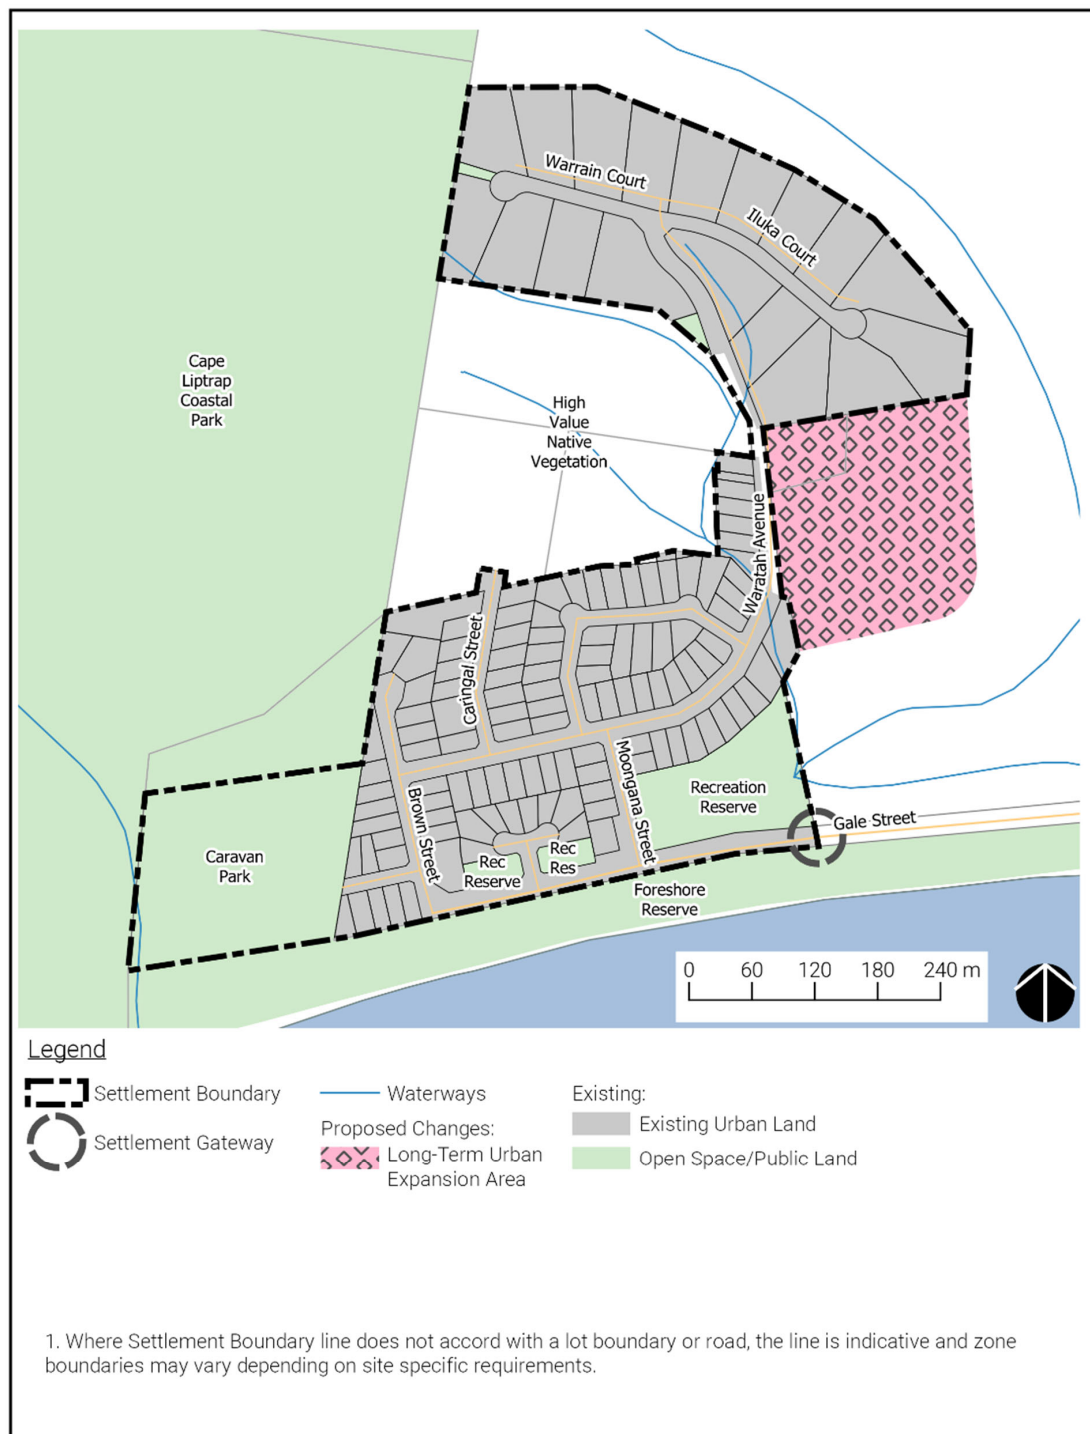 Warrain Court
Iluka Court
Cape
Liptrap
Coastal
Park
High
Value
Native
Vegetation
Waratah Avenue
Caringal Street
Moongana Street
Recreation
Reserve
Brown Street
Gale Street
Caravan
Park
Rec
Reserve
Rec
Res
Foreshore
Reserve
0 60 120 180 240 m
Legend
Settlement Boundary
Settlement Gateway
Waterways
Proposed Changes:
Long-Term Urban
Expansion Area
Existing:
Existing Urban Land
Open Space/Public Land
1. Where Settlement Boundary line does not accord with a lot boundary or road, the line is indicative and zone
boundaries may vary depending on site specific requirements.